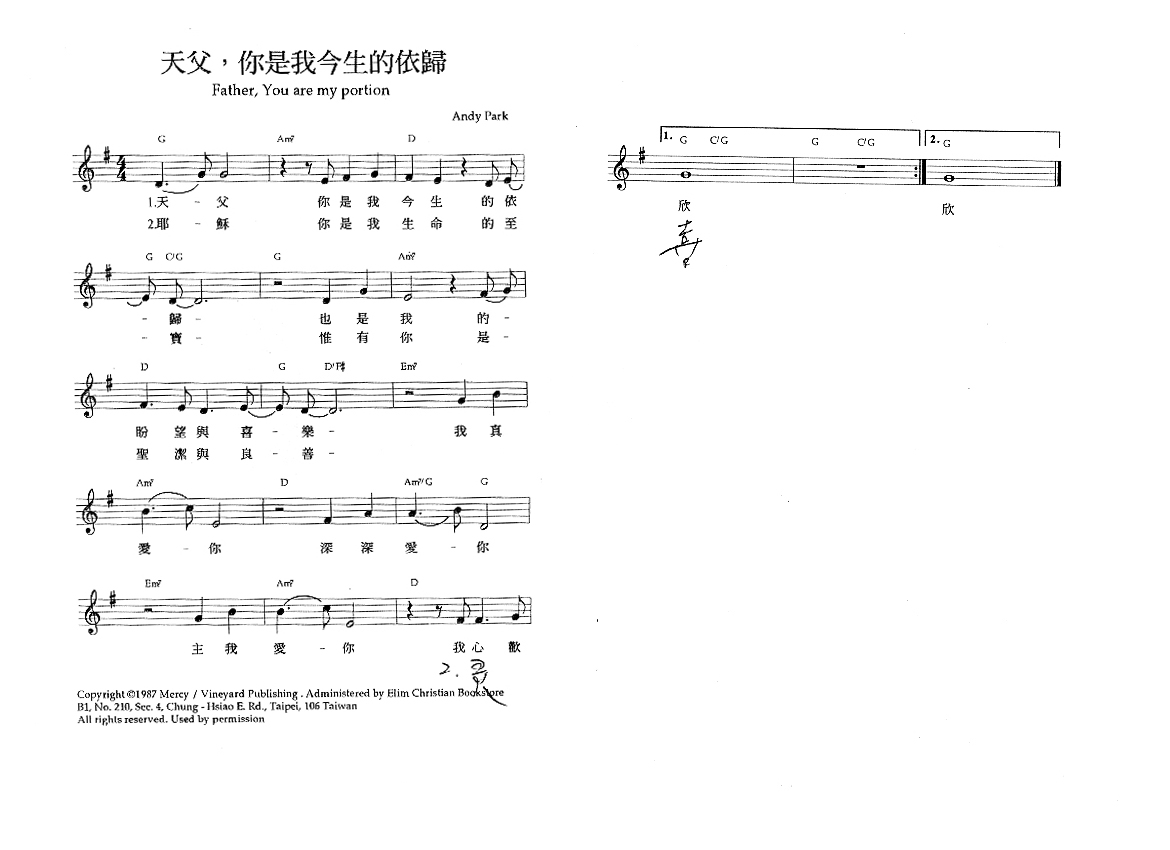 天父，你是我今生的依歸
Father, You are my portion
Andy Park
G Am7 D
1.天 - 父 你是我 今生 的依
2.耶 - 穌 你是我 生命 的至
G C/G G Am7
- 歸 - 也是我 的 -
- 寶 - 惟有你 是 -
D G D/F# Em7
盼望與喜 - 樂 - 我真
聖潔與良 - 善 -
Am7 D Am7/G G
愛 - 你 深深愛 - 你
Em7 Am7 D
主我愛 - 你 我心歡
2.
Copyright ©1987 Mercy / Vineyard Publishing . Administered by Elim Christian Bookstore
B1, No. 210, Sec. 4, Chung - Hsiao E. Rd., Taipei, 106 Taiwan
All rights reserved. Used by permission
1. G C/G G C/G 2. G
欣 欣
喜